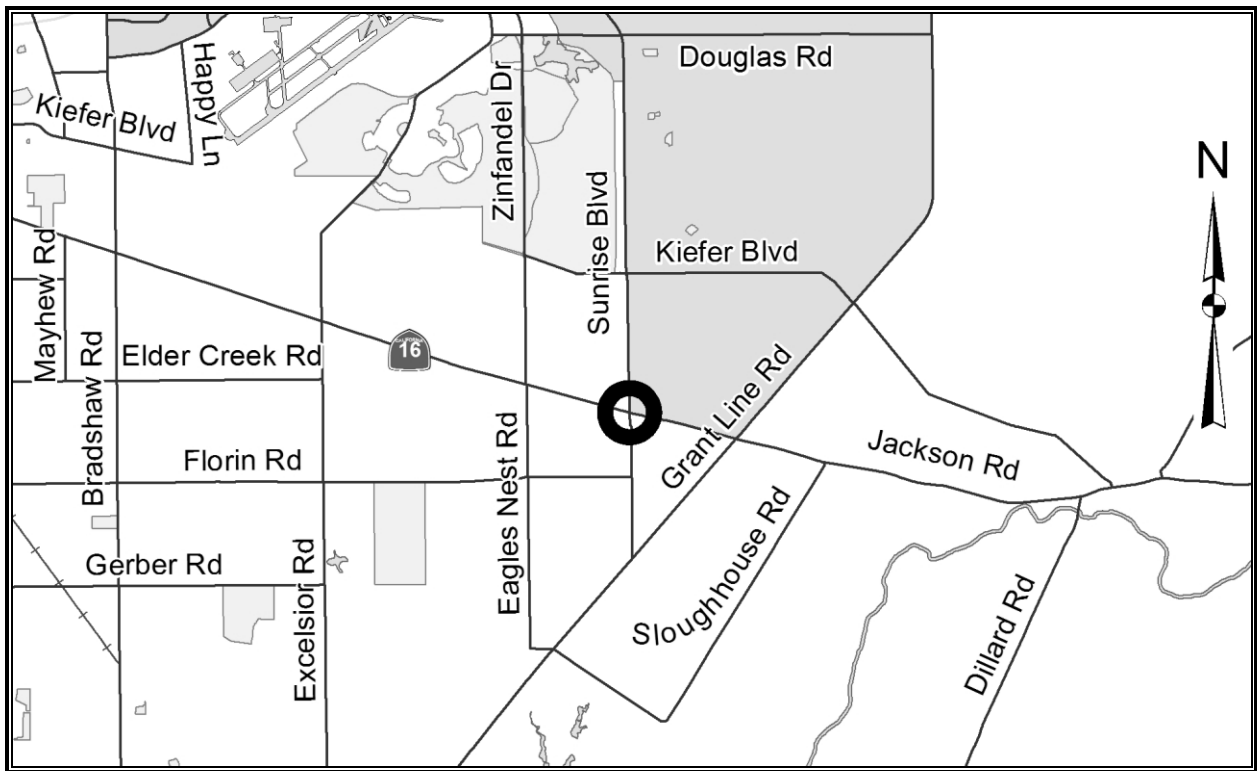 Douglas Rd
Happy Ln
Kiefer Blvd
Zinfandel Dr
N
Sunrise Blvd
Kiefer Blvd
Mayhew Rd
16
Elder Creek Rd
Bradshaw Rd
Grant Line Rd
Jackson Rd
Florin Rd
Eagles Nest Rd
Sloughhouse Rd
Gerber Rd
Excelsior Rd
Dillard Rd